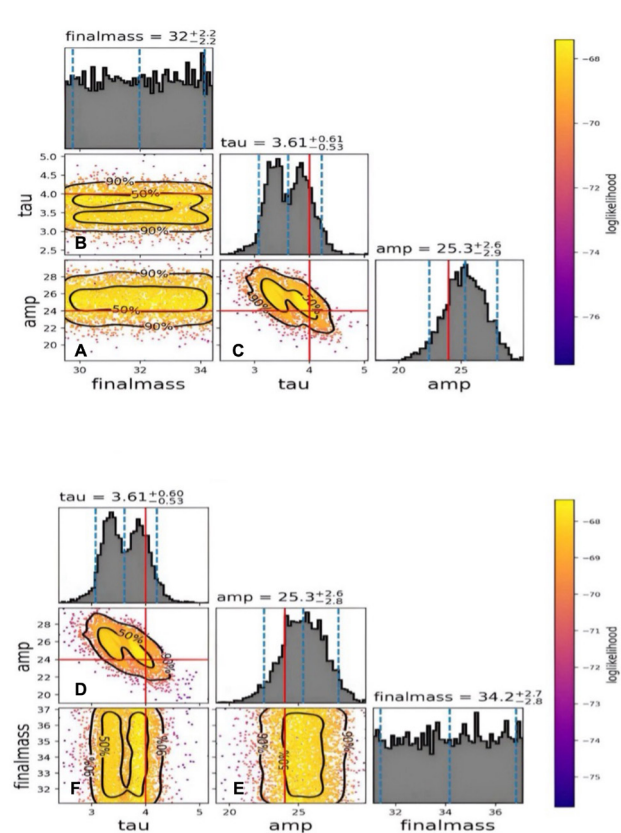 finalmass = 32+2.2 −2.2
−68
tau = 3.61+0.61 −0.53
5.0
4.5
4.0
3.5
3.0
2.5
tau
90%
50%
90%
B
−70
−72
loglikelihood
−74
−76
amp = 25.3+2.6 −2.9
28
26
24
22
20
amp
90%
50%
90%
A
90%
50%
C
30 32 34
3 4 5
20 25
finalmass tau amp
tau = 3.61+0.60 −0.53
−68
−69
amp = 25.3+2.6 −2.8
−70
28
26
24
22
20
amp
50%
90%
D
−71
loglikelihood
−72
finalmass = 34.2+2.7 −2.8
−73
−74
−75
37
36
35
34
33
32
finalmass
90%
50%
90%
F
90%
50%
90%
E
3 4 5
20 25
32 34 36
tau amp finalmass